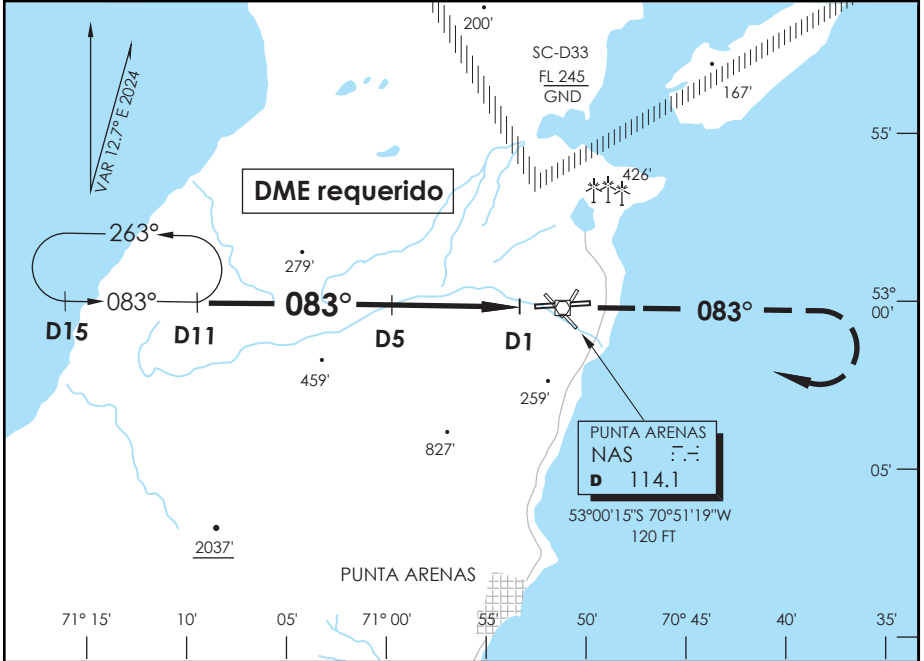 200'
SC-D33
FL 245
GND
167'
VAR 12.7° E 2024
55'
DME requerido
426'
263°
279'
083°
083°
083°
53°
00'
D15
D11
D5
D1
459'
259'
827'
PUNTA ARENAS
NAS
D 114.1
53°00'15"S 70°51'19"W
120 FT
05'
2037'
PUNTA ARENAS
71° 15'
10'
05'
71° 00'
55'
50'
70° 45'
40'
35'